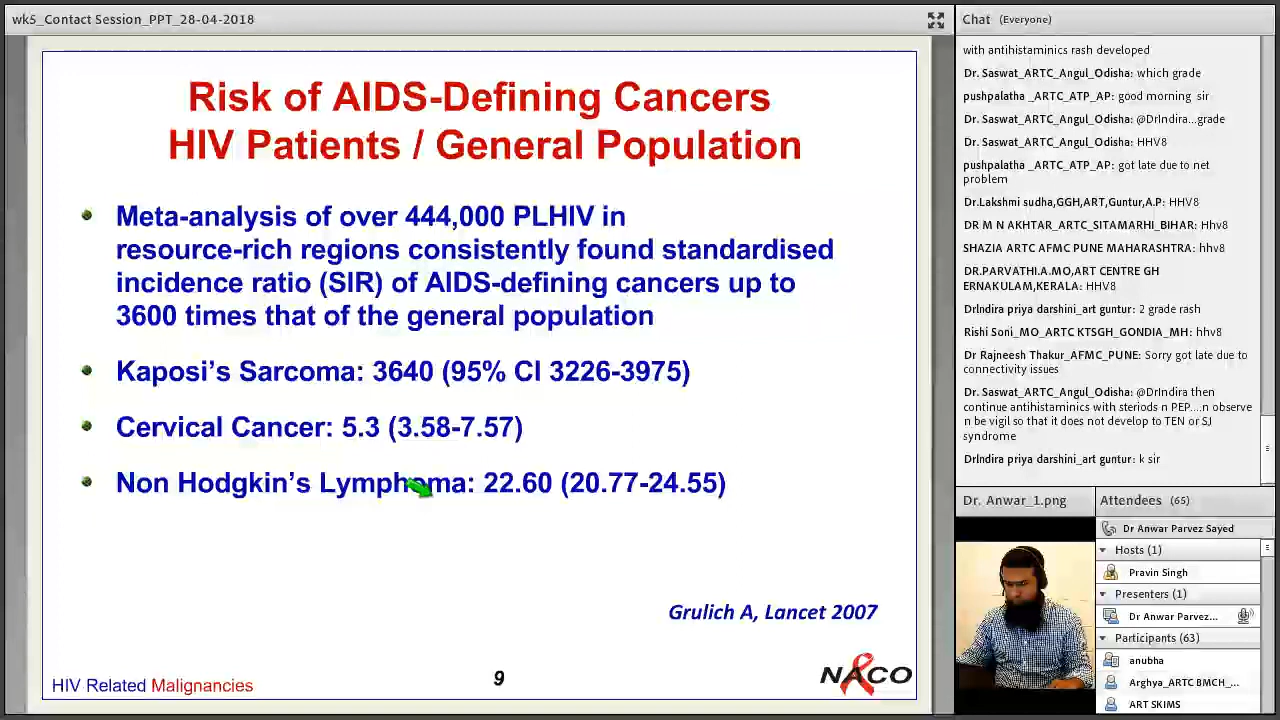 wk5_Contact Session_PPT_28-04-2018
Risk of AIDS-Defining Cancers
HIV Patients / General Population
Meta-analysis of over 444,000 PLHIV in
resource-rich regions consistently found standardised
incidence ratio (SIR) of AIDS-defining cancers up to
3600 times that of the general population
Kaposi's Sarcoma: 3640 (95% CI 3226-3975)
Cervical Cancer: 5.3 (3.58-7.57)
Non Hodgkin's Lymphoma: 22.60 (20.77-24.55)
Grulich A, Lancet 2007
HIV Related Malignancies
9
NACO
Chat (Everyone)
with antihistaminics rash developed
Dr. Saswat_ARTC_Angul_Odisha: which grade
pushpalatha _ARTC_ATP_AP: good morning sir
Dr. Saswat_ARTC_Angul_Odisha: @DrIndira...grade
Dr. Saswat_ARTC_Angul_Odisha: HHV8
pushpalatha _ARTC_ATP_AP: got late due to net
problem
Dr.Lakshmi sudha,GGH,ART,Guntur,A.P: HHV8
DR M N AKHTAR_ARTC_SITAMARHI_BIHAR: Hhv8
SHAZIA ARTC AFMC PUNE MAHARASHTRA: hhv8
DR.PARVATHI.A.MO,ART CENTRE GH
ERNAKULAM,KERALA: HHV8
DrIndira priya darshini_art guntur: 2 grade rash
Rishi Soni_MO_ARTC KTSGH_GONDIA_MH: hhv8
Dr Rajneesh Thakur_AFMC_PUNE: Sorry got late due to
connectivity issues
Dr. Saswat_ARTC_Angul_Odisha: @DrIndira then
continue antihistaminics with steriods n PEP...n observe
n be vigil so that it does not develop to TEN or SJ
syndrome
DrIndira priya darshini_art guntur: k sir
Dr. Anwar_1.png
Attendees (65)
Dr Anwar Parvez Sayed
Hosts (1)
Pravin Singh
Presenters (1)
Dr Anwar Parvez...
Participants (63)
anubha
Arghya_ARTC BMCH_...
ART SKIMS